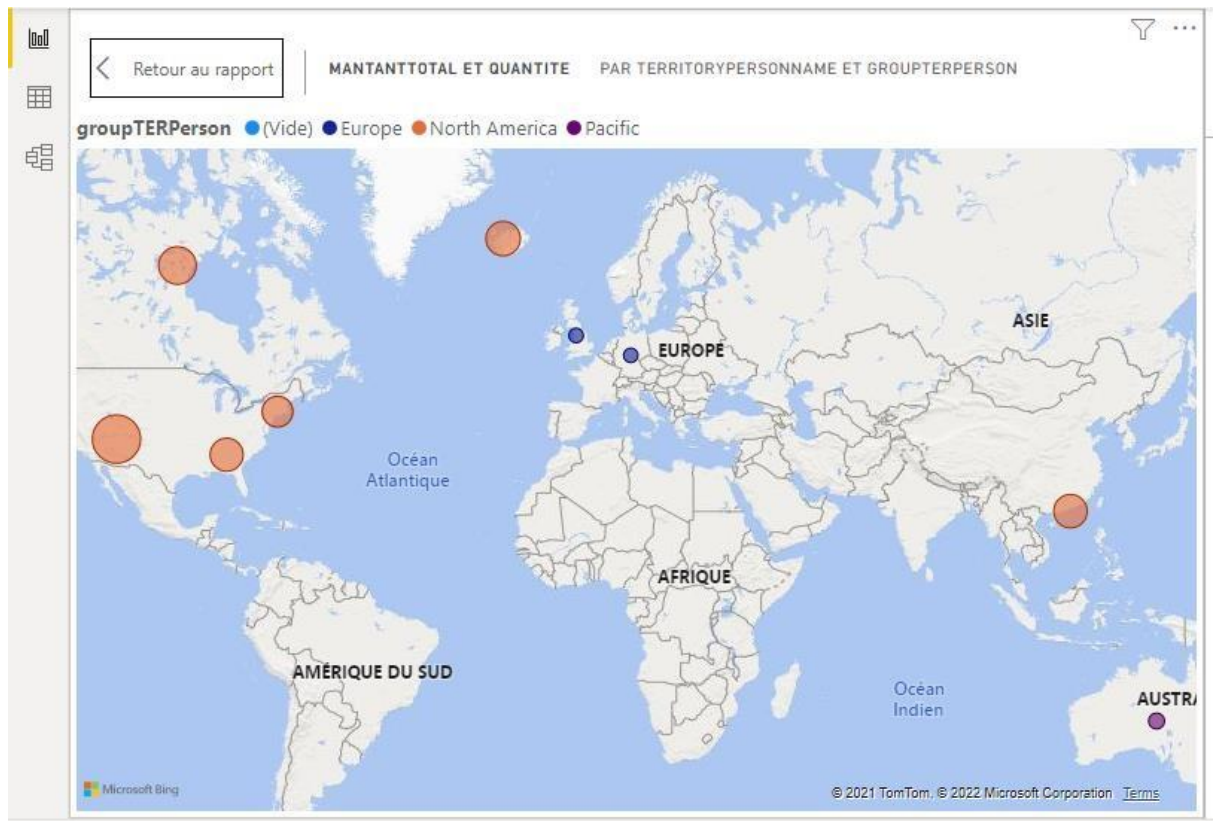 Retour au rapport
MANTANTTOTAL ET QUANTITE PAR TERRITORYPERSONNAME ET GROUPTERPERSON
groupTERPerson (Vide) Europe North America Pacific
ASIE
EUROPE
Océan
Atlantique
AFRIQUE
AMÉRIQUE DU SUD
Océan
Indien
AUSTRA
Microsoft Bing
© 2021 TomTom, © 2022 Microsoft Corporation Terms